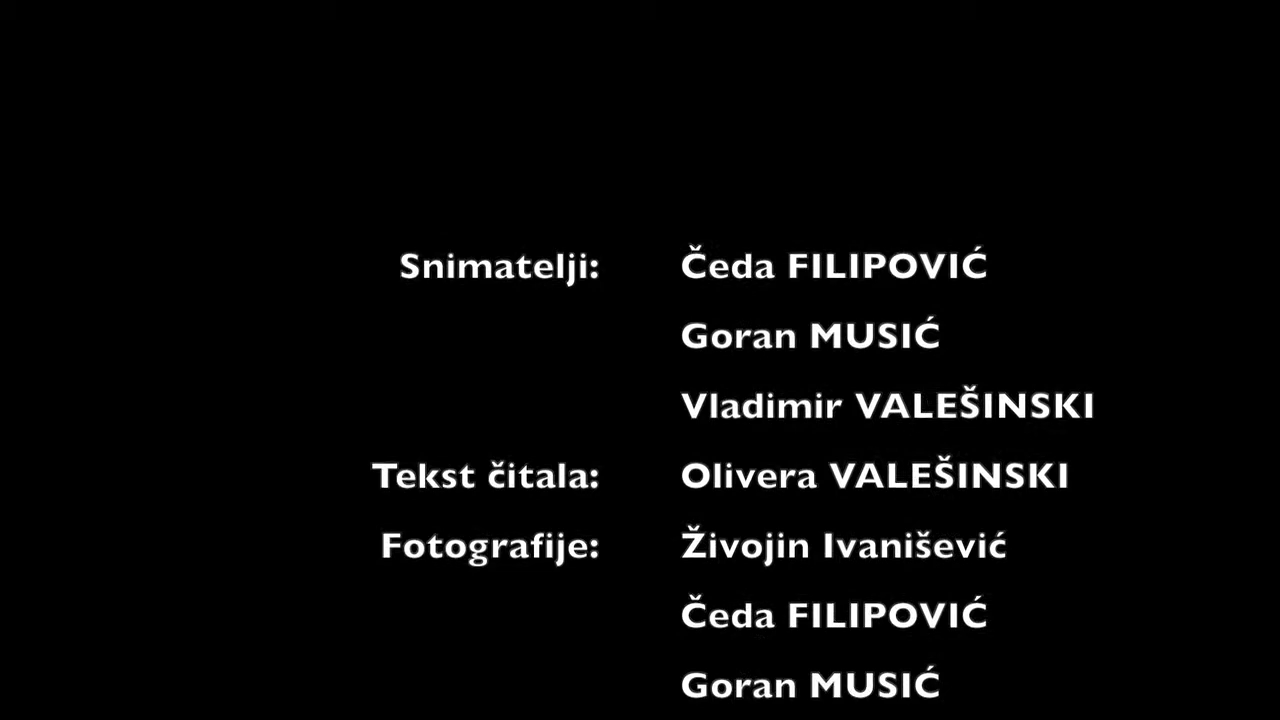 Snimatelji: Čeda FILIPOVIĆ
Goran MUSIĆ
Vladimir VALEŠINSKI
Tekst čitala: Olivera VALEŠINSKI
Fotografije: Živojin Ivanišević
Čeda FILIPOVIĆ
Goran MUSIĆ